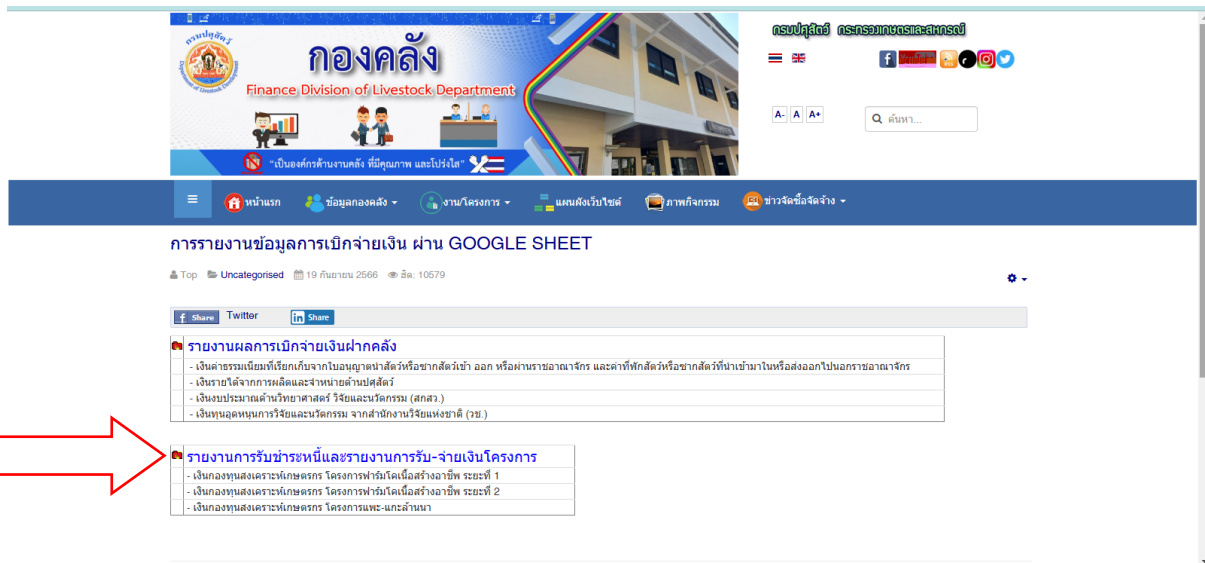 กรมปศุสัตว์
กองคลัง
Finance Division of Livestock Department
"เป็นองค์กรด้านงานคลัง ที่มีคุณภาพ และโปร่งใส"
กรมปศุสัตว์ กระทรวงเกษตรและสหกรณ์
A- A A+
ค้นหา...
หน้าแรก ข้อมูลกองคลัง งาน/โครงการ แผนผังเว็บไซต์ ภาพกิจกรรม ข่าวจัดซื้อจัดจ้าง
การรายงานข้อมูลการเบิกจ่ายเงิน ผ่าน GOOGLE SHEET
Top Uncategorised 19 กันยายน 2566 ฮิต: 10579
f Share Twitter in Share
รายงานผลการเบิกจ่ายเงินฝากคลัง
- เงินค่าธรรมเนียมที่เรียกเก็บจากใบอนุญาตนำสัตว์หรือซากสัตว์เข้า ออก หรือผ่านราชอาณาจักร และค่าที่พักสัตว์หรือซากสัตว์ที่นำเข้ามาในหรือส่งออกไปนอกราชอาณาจักร
- เงินรายได้จากการผลิตและจำหน่ายด้านปศุสัตว์
- เงินงบประมาณด้านวิทยาศาสตร์ วิจัยและนวัตกรรม (สกสว.)
- เงินทุนอุดหนุนการวิจัยและนวัตกรรม จากสำนักงานวิจัยแห่งชาติ (วช.)
รายงานการรับชำระหนี้และรายงานการรับ-จ่ายเงินโครงการ
- เงินกองทุนสงเคราะห์เกษตรกร โครงการฟาร์มโคเนื้อสร้างอาชีพ ระยะที่ 1
- เงินกองทุนสงเคราะห์เกษตรกร โครงการฟาร์มโคเนื้อสร้างอาชีพ ระยะที่ 2
- เงินกองทุนสงเคราะห์เกษตรกร โครงการแพะ-แกะล้านนา